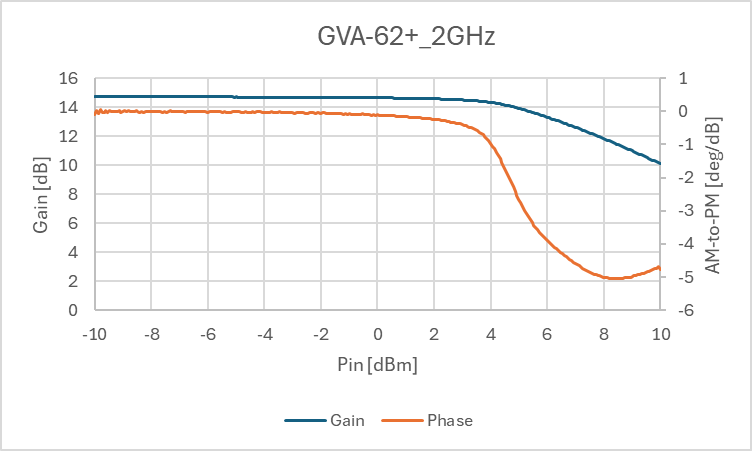 GVA-62+_2GHz
16
14
12
10
8
6
4
2
0
Gain [dB]
1
0
-1
-2
-3
-4
-5
-6
AM-to-PM [deg/dB]
-10 -8 -6 -4 -2 0 2 4 6 8 10
Pin [dBm]
Gain Phase